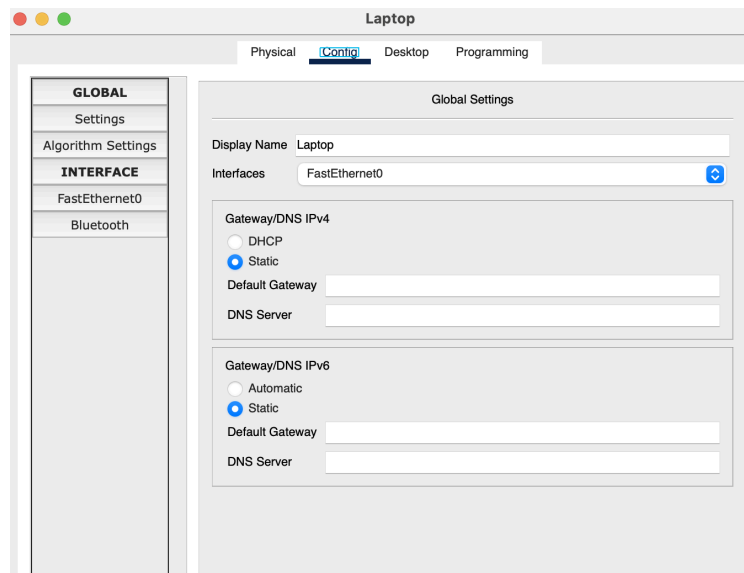 Laptop
Physical Config Desktop Programming
GLOBAL
Settings
Algorithm Settings
INTERFACE
FastEthernet0
Bluetooth
Global Settings
Display Name Laptop
Interfaces FastEthernet0
Gateway/DNS IPv4
DHCP
Static
Default Gateway
DNS Server
Gateway/DNS IPv6
Automatic
Static
Default Gateway
DNS Server